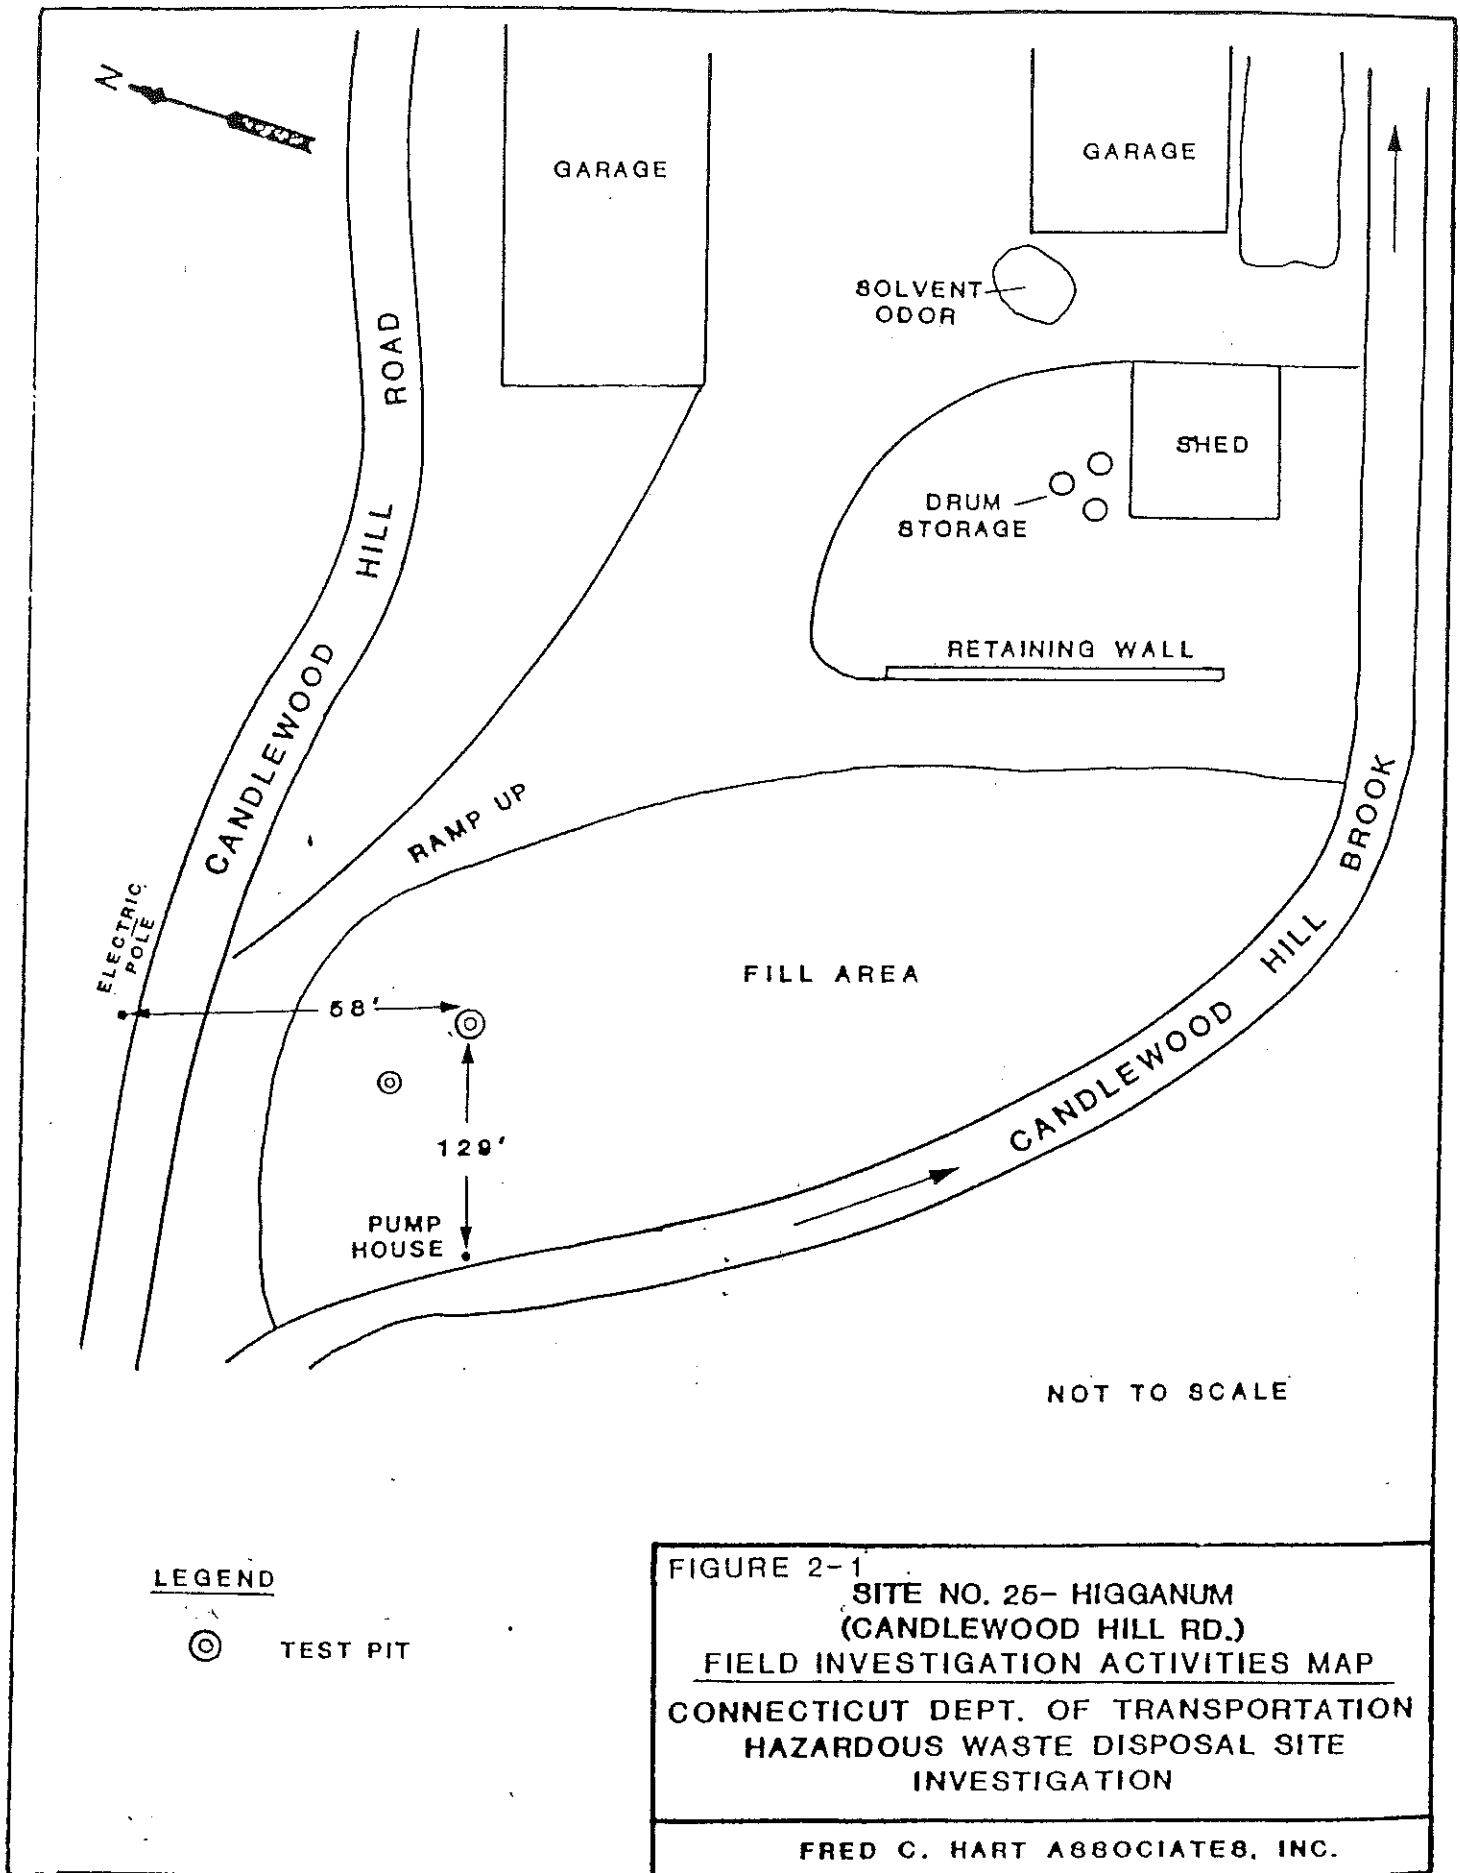 N
GARAGE
GARAGE
SOLVENT
ODOR
CANDLEWOOD HILL ROAD
SHED
DRUM
STORAGE
RETAINING WALL
RAMP UP
ELECTRIC
POLE
58'
FILL AREA
CANDLEWOOD HILL BROOK
129'
PUMP
HOUSE
NOT TO SCALE
LEGEND
TEST PIT
FIGURE 2-1
SITE NO. 25- HIGGANUM
(CANDLEWOOD HILL RD.)
FIELD INVESTIGATION ACTIVITIES MAP
CONNECTICUT DEPT. OF TRANSPORTATION
HAZARDOUS WASTE DISPOSAL SITE
INVESTIGATION
FRED C. HART ASSOCIATES, INC.